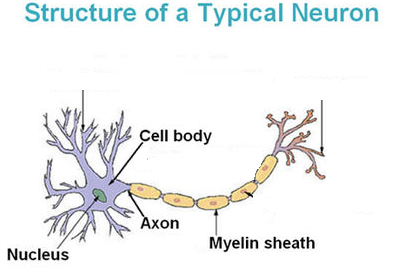 Structure of a Typical Neuron
Cell body
Axon
Myelin sheath
Nucleus